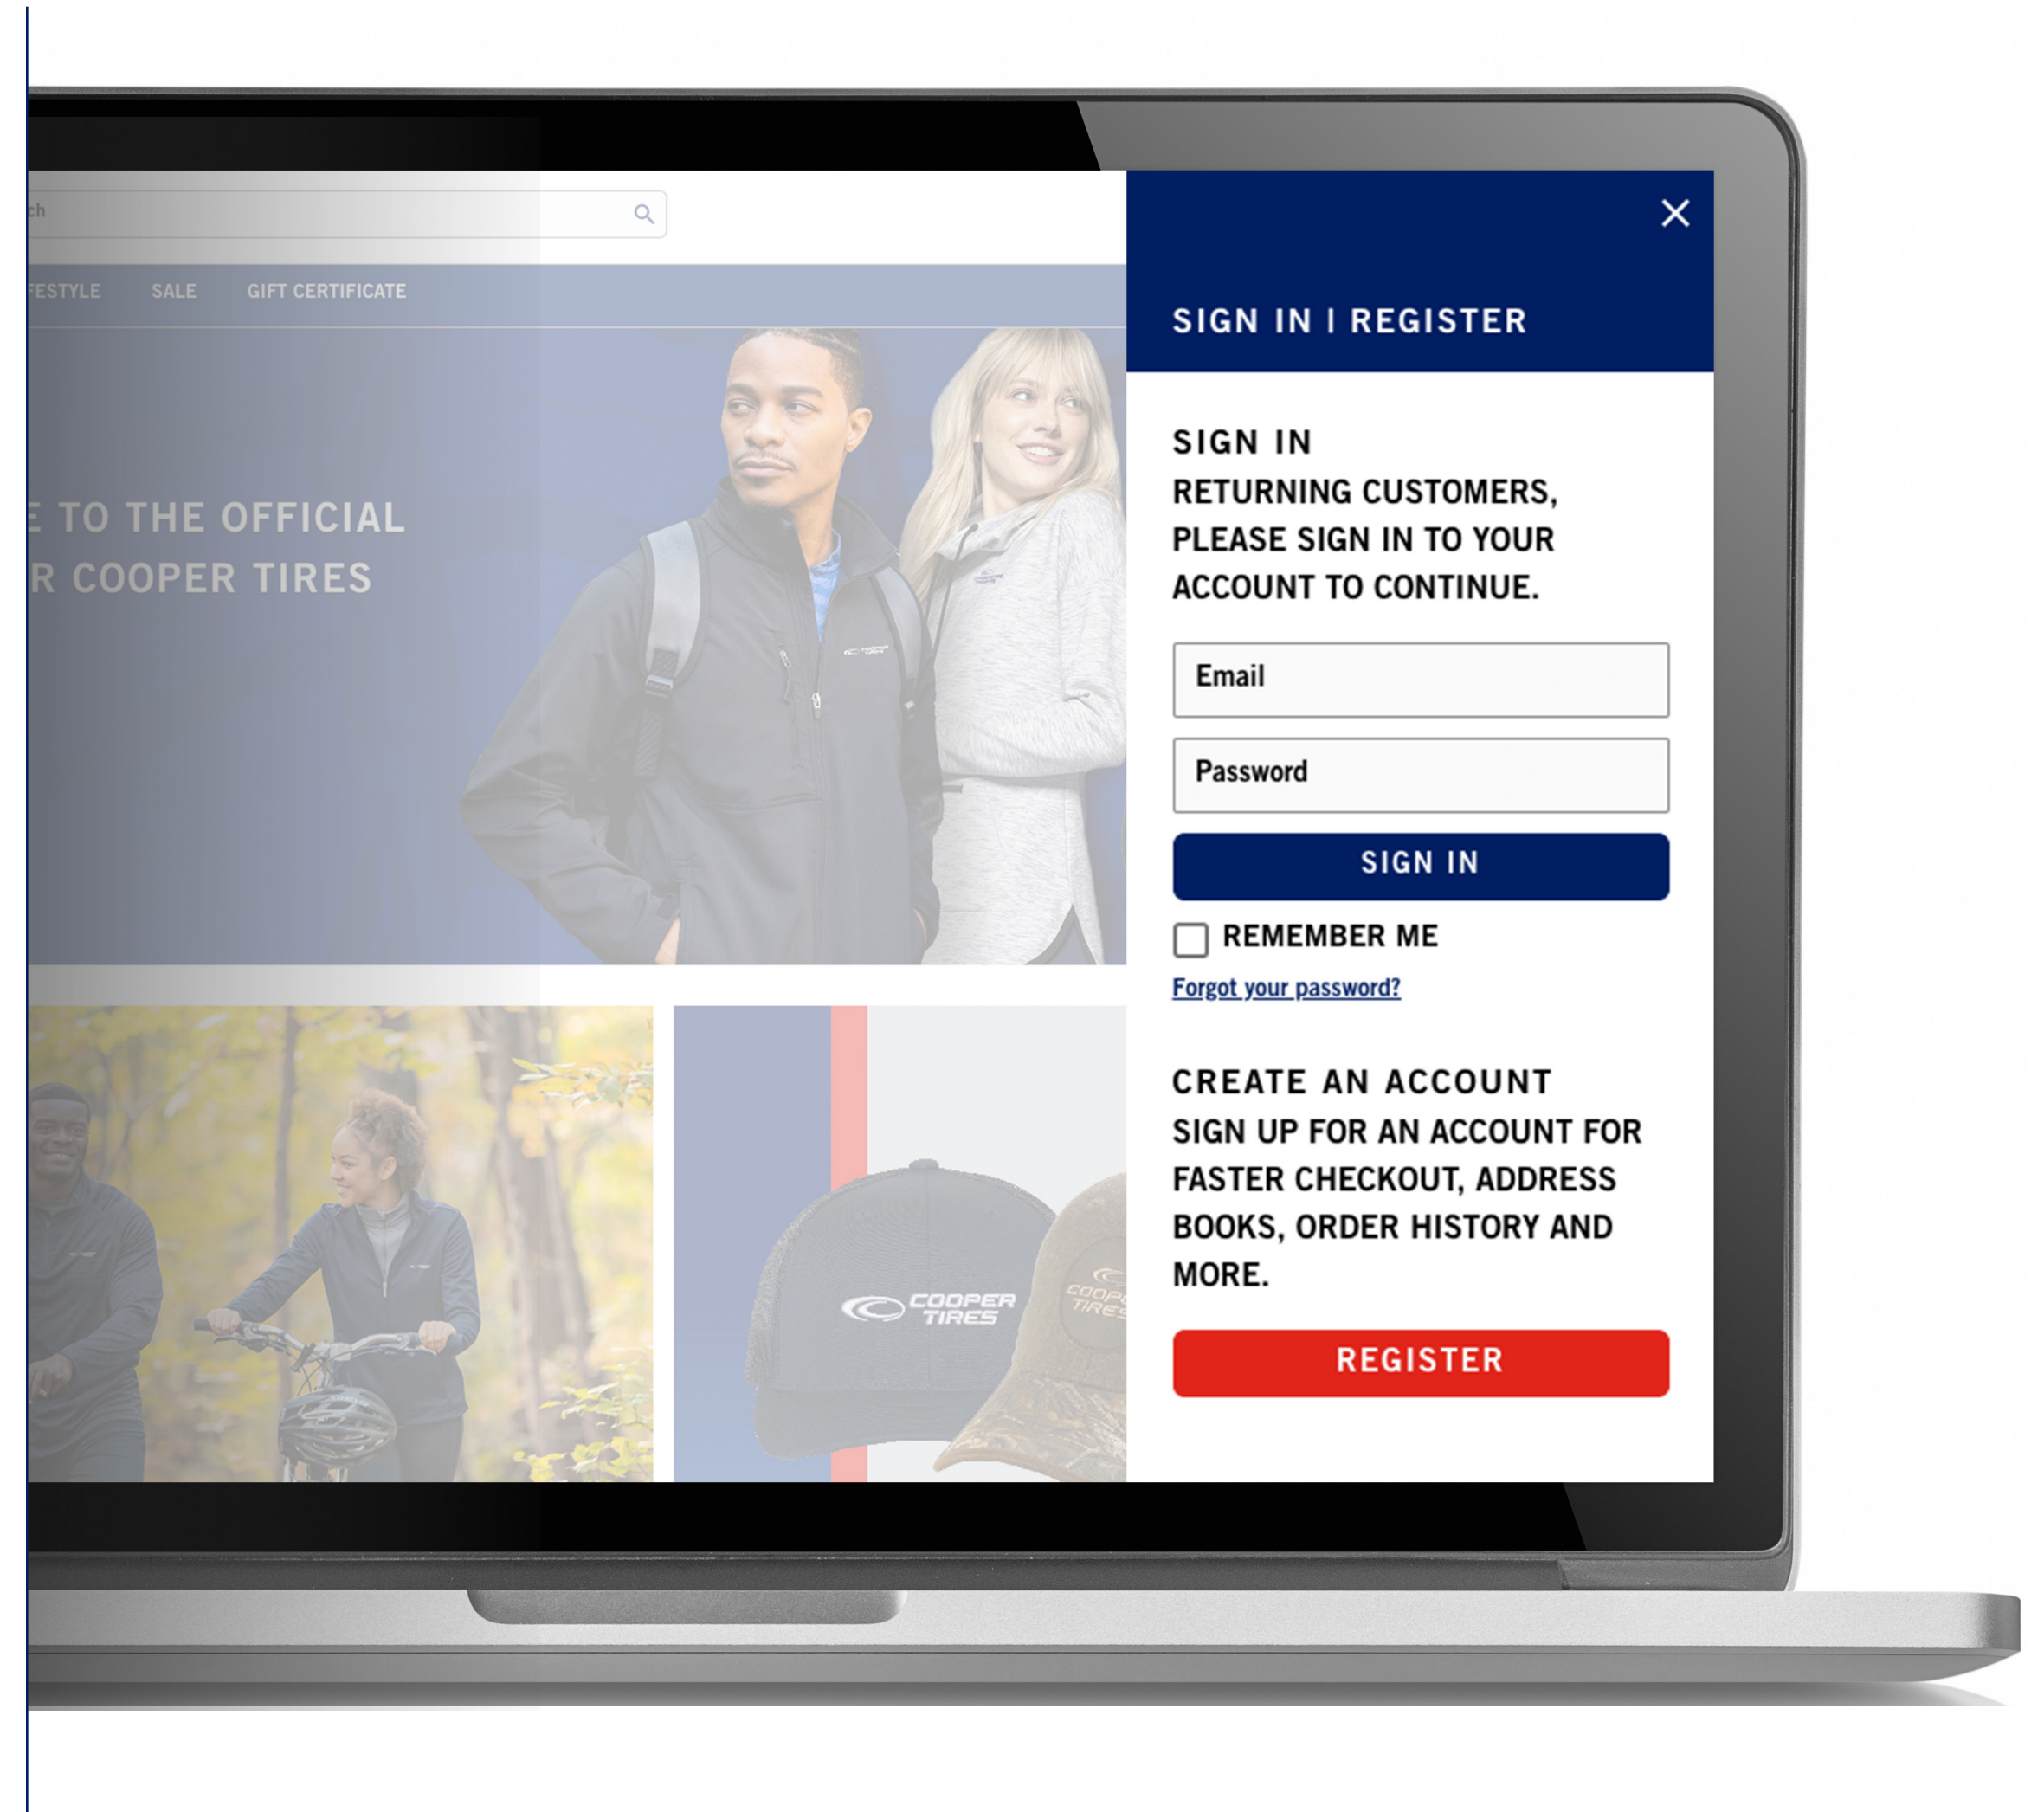 ch
FESTYLE SALE GIFT CERTIFICATE
E TO THE OFFICIAL
R COOPER TIRES
COOPER
TIRES
COOPER
TIRES
SIGN IN | REGISTER
SIGN IN
RETURNING CUSTOMERS,
PLEASE SIGN IN TO YOUR
ACCOUNT TO CONTINUE.
Email
Password
SIGN IN
REMEMBER ME
Forgot your password?
CREATE AN ACCOUNT
SIGN UP FOR AN ACCOUNT FOR
FASTER CHECKOUT, ADDRESS
BOOKS, ORDER HISTORY AND
MORE.
REGISTER